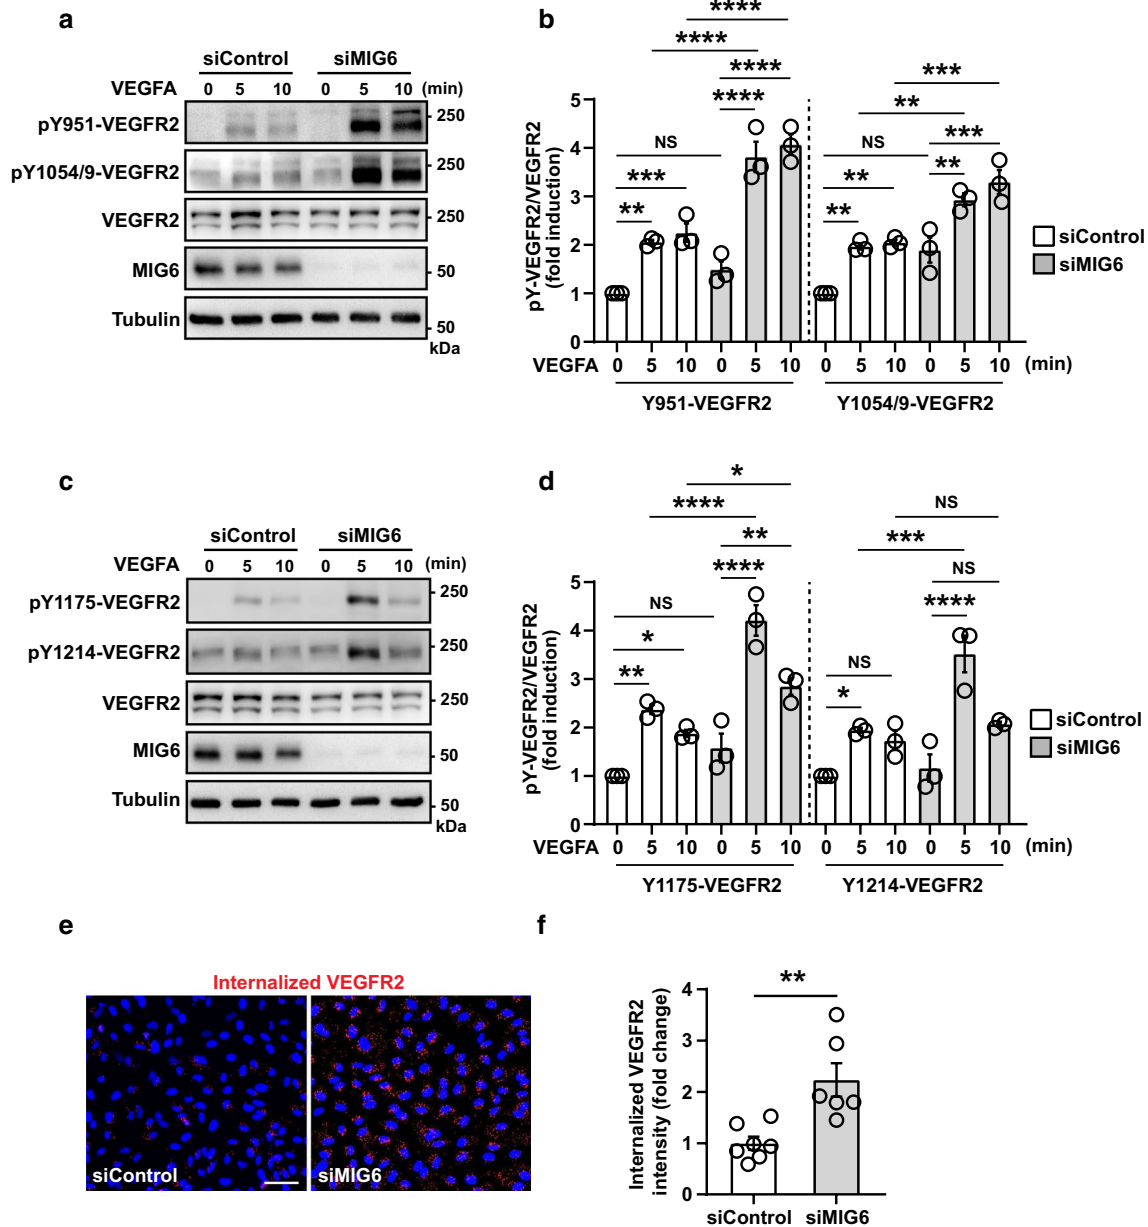 a
siControl siMIG6
VEGFA 0 5 10 0 5 10 (min)
pY951-VEGFR2 250
pY1054/9-VEGFR2 250
VEGFR2 250
MIG6 50
Tubulin 50
kDa
b
****
****
****
****
NS
***
**
***
**
***
**
NS
**
**
pY-VEGFR2/VEGFR2
(fold induction)
5
4
3
2
1
0
VEGFA 0 5 10 0 5 10 0 5 10 0 5 10 (min)
Y951-VEGFR2 Y1054/9-VEGFR2
siControl
siMIG6
c
siControl siMIG6
VEGFA 0 5 10 0 5 10 (min)
pY1175-VEGFR2 250
pY1214-VEGFR2 250
VEGFR2 250
MIG6 50
Tubulin 50
kDa
d
*
****
**
****
NS
*
**
NS
***
NS
****
NS
*
pY-VEGFR2/VEGFR2
(fold induction)
5
4
3
2
1
0
VEGFA 0 5 10 0 5 10 0 5 10 0 5 10 (min)
Y1175-VEGFR2 Y1214-VEGFR2
siControl
siMIG6
e
Internalized VEGFR2
siControl siMIG6
f
**
Internalized VEGFR2
intensity (fold change)
4
3
2
1
0
siControl siMIG6